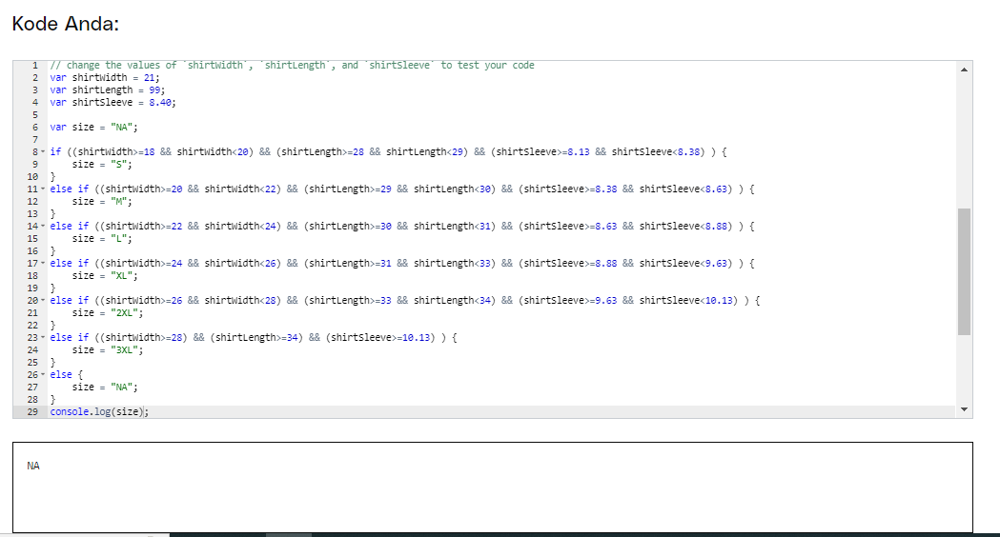 Kode Anda:
1 // change the values of `shirtWidth`, `shirtLength`, and `shirtSleeve` to test your code
2 var shirtWidth = 21;
3 var shirtLength = 99;
4 var shirtSleeve = 8.40;
5
6 var size = "NA";
7
8 if ((shirtWidth>=18 && shirtWidth<20) && (shirtLength>=28 && shirtLength<29) && (shirtSleeve>=8.13 && shirtSleeve<8.38) ) {
9 size = "S";
10 }
11 else if ((shirtWidth>=20 && shirtWidth<22) && (shirtLength>=29 && shirtLength<30) && (shirtSleeve>=8.38 && shirtSleeve<8.63) ) {
12 size = "M";
13 }
14 else if ((shirtWidth>=22 && shirtWidth<24) && (shirtLength>=30 && shirtLength<31) && (shirtSleeve>=8.63 && shirtSleeve<8.88) ) {
15 size = "L";
16 }
17 else if ((shirtWidth>=24 && shirtWidth<26) && (shirtLength>=31 && shirtLength<33) && (shirtSleeve>=8.88 && shirtSleeve<9.63) ) {
18 size = "XL";
19 }
20 else if ((shirtWidth>=26 && shirtWidth<28) && (shirtLength>=33 && shirtLength<34) && (shirtSleeve>=9.63 && shirtSleeve<10.13) ) {
21 size = "2XL";
22 }
23 else if ((shirtWidth>=28) && (shirtLength>=34) && (shirtSleeve>=10.13) ) {
24 size = "3XL";
25 }
26 else {
27 size = "NA";
28 }
29 console.log(size);
NA